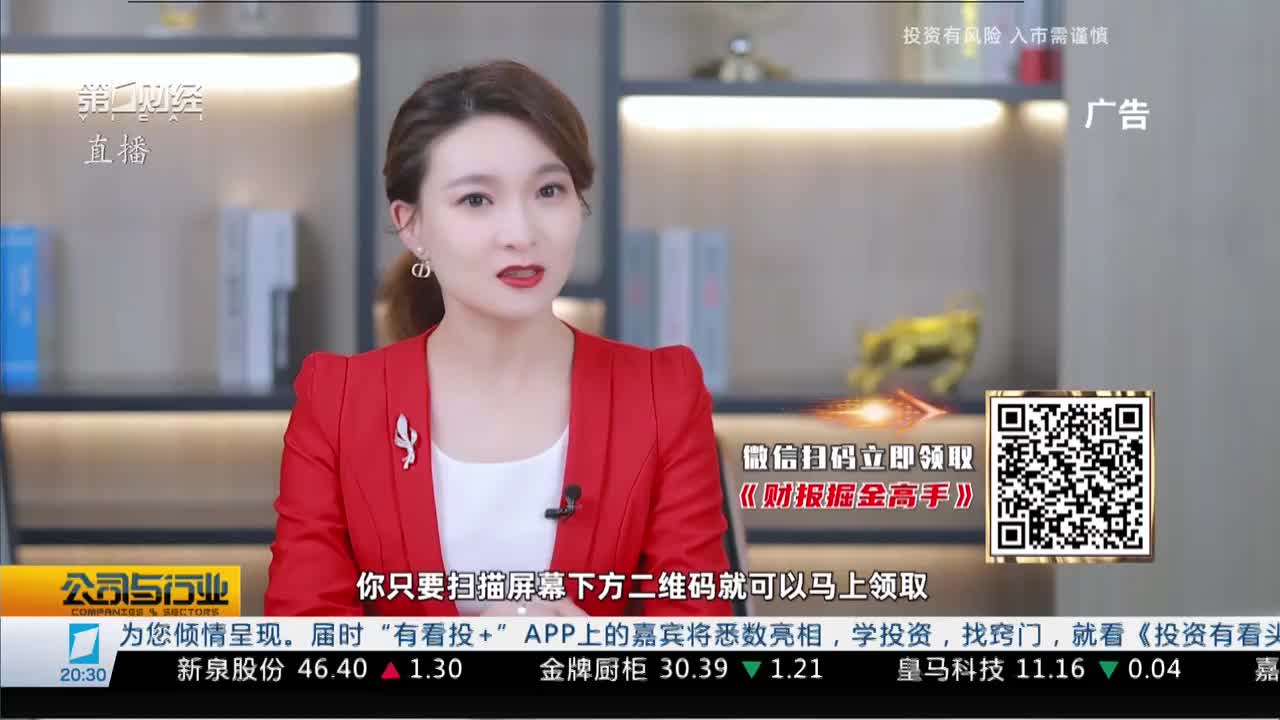 投资有风险 入市需谨慎
第一财经
YICAI
直播
广告
微信扫码立即领取
《财报掘金高手》
你只要扫描屏幕下方二维码就可以马上领取
公司与行业
COMPANIES & SECTORS
为您倾情呈现。届时“有看投+”APP上的嘉宾将悉数亮相，学投资，找窍门，就看《投资有看头
20:30
新泉股份 46.40 ▲ 1.30 金牌厨柜 30.39 ▼ 1.21 皇马科技 11.16 ▼ 0.04 嘉